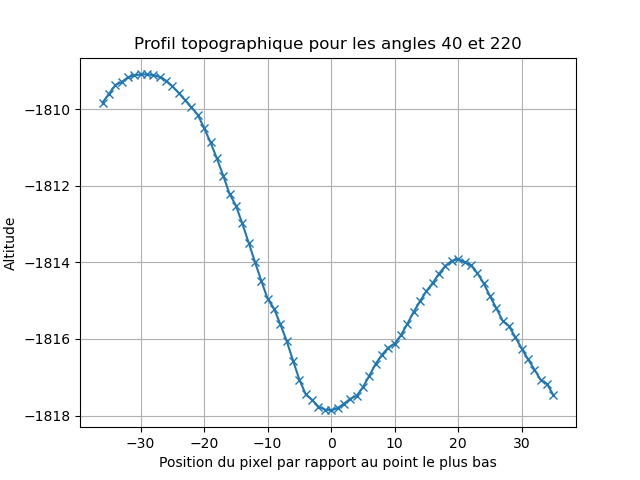 Profil topographique pour les angles 40 et 220
Altitude
−1810
−1812
−1814
−1816
−1818
−30 −20 −10 0 10 20 30
Position du pixel par rapport au point le plus bas